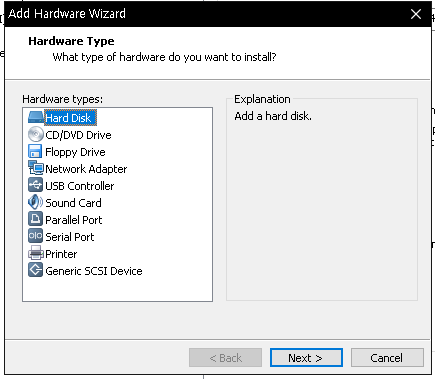 Add Hardware Wizard
Hardware Type
What type of hardware do you want to install?
Hardware types:
Hard Disk
CD/DVD Drive
Floppy Drive
Network Adapter
USB Controller
Sound Card
Parallel Port
Serial Port
Printer
Generic SCSI Device
Explanation
Add a hard disk.
< Back
Next >
Cancel